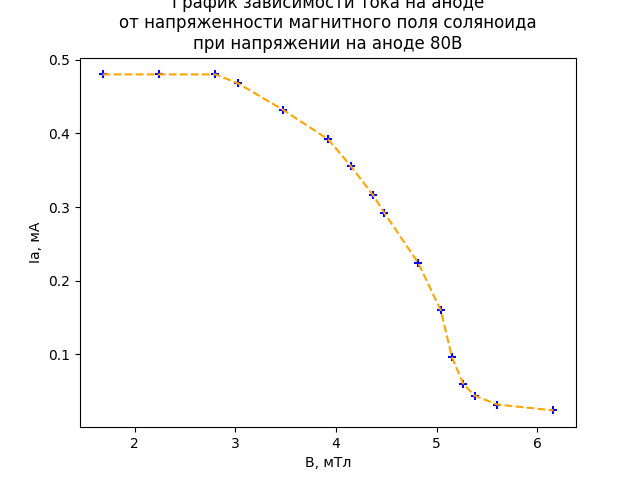 График зависимости тока на аноде
от напряженности магнитного поля соляноида
при напряжении на аноде 80В
0.5
0.4
0.3
0.2
0.1
Ia, мА
2 3 4 5 6
В, мТл